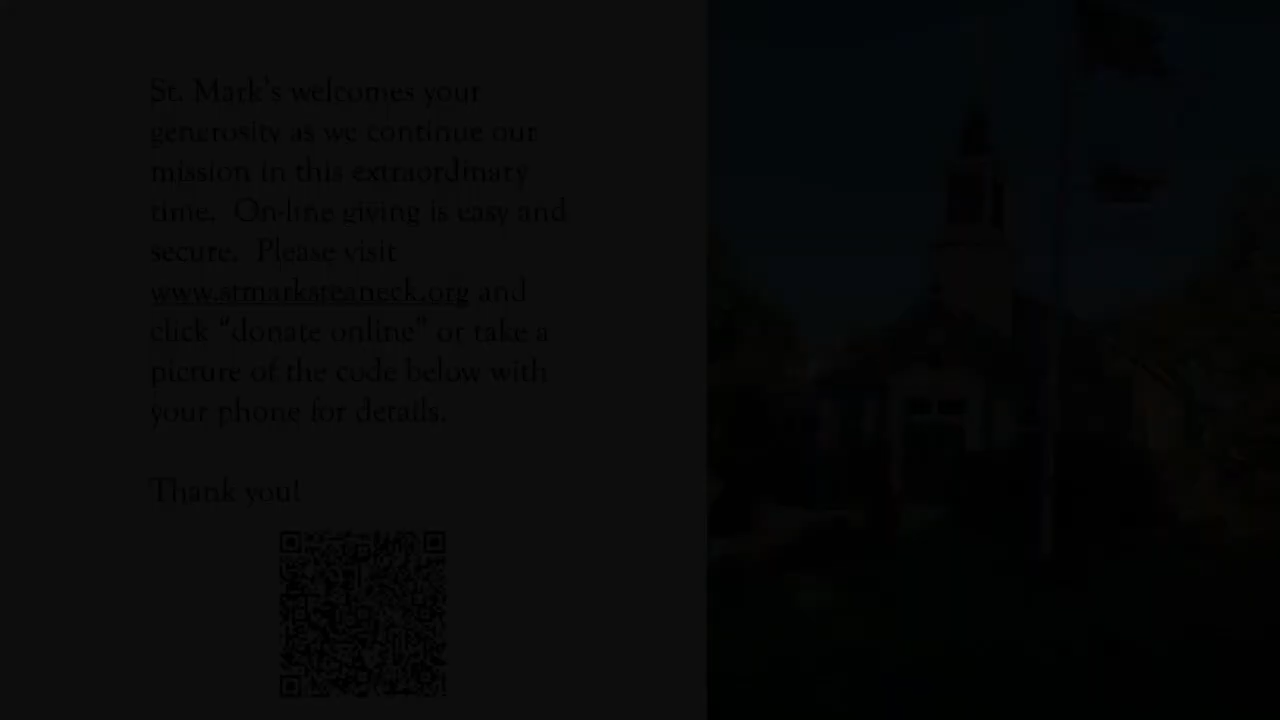 St. Mark's welcomes your
generosity as we continue our
mission in this extraordinary
time.  On-line giving is easy and
secure.  Please visit
www.stmarksteaneck.org and
click “donate online” or take a
picture of the code below with
your phone for details.
Thank you!